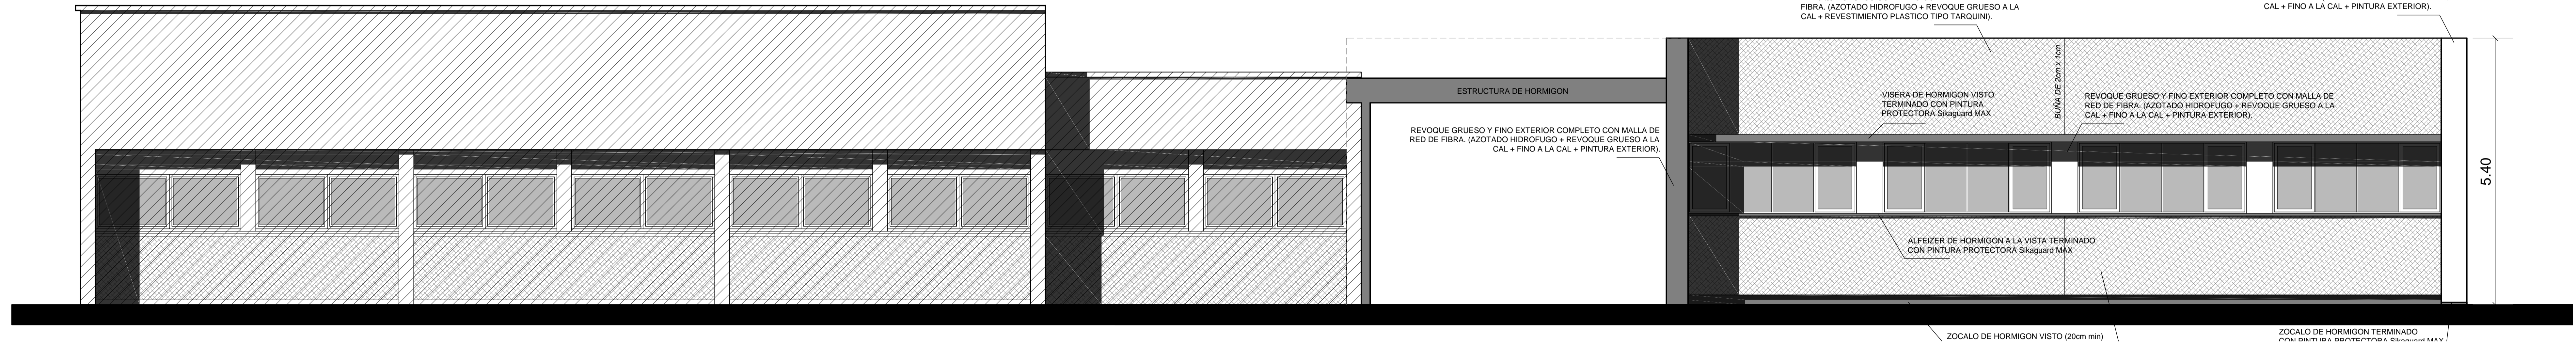 FIBRA. (AZOTADO HIDROFUGO + REVOQUE GRUESO A LA
CAL + REVESTIMIENTO PLASTICO TIPO TARQUINI).
CAL + FINO A LA CAL + PINTURA EXTERIOR).
ESTRUCTURA DE HORMIGON
REVOQUE GRUESO Y FINO EXTERIOR COMPLETO CON MALLA DE
RED DE FIBRA. (AZOTADO HIDROFUGO + REVOQUE GRUESO A LA
CAL + FINO A LA CAL + PINTURA EXTERIOR).
VISERA DE HORMIGON VISTO
TERMINADO CON PINTURA
PROTECTORA Sikaguard MAX
BUÑA DE 2cm x 1cm
REVOQUE GRUESO Y FINO EXTERIOR COMPLETO CON MALLA DE
RED DE FIBRA. (AZOTADO HIDROFUGO + REVOQUE GRUESO A LA
CAL + FINO A LA CAL + PINTURA EXTERIOR).
5.40
ALFEIZER DE HORMIGON A LA VISTA TERMINADO
CON PINTURA PROTECTORA Sikaguard MAX
ZOCALO DE HORMIGON VISTO (20cm min)
ZOCALO DE HORMIGON TERMINADO
CON PINTURA PROTECTORA Sikaguard MAX